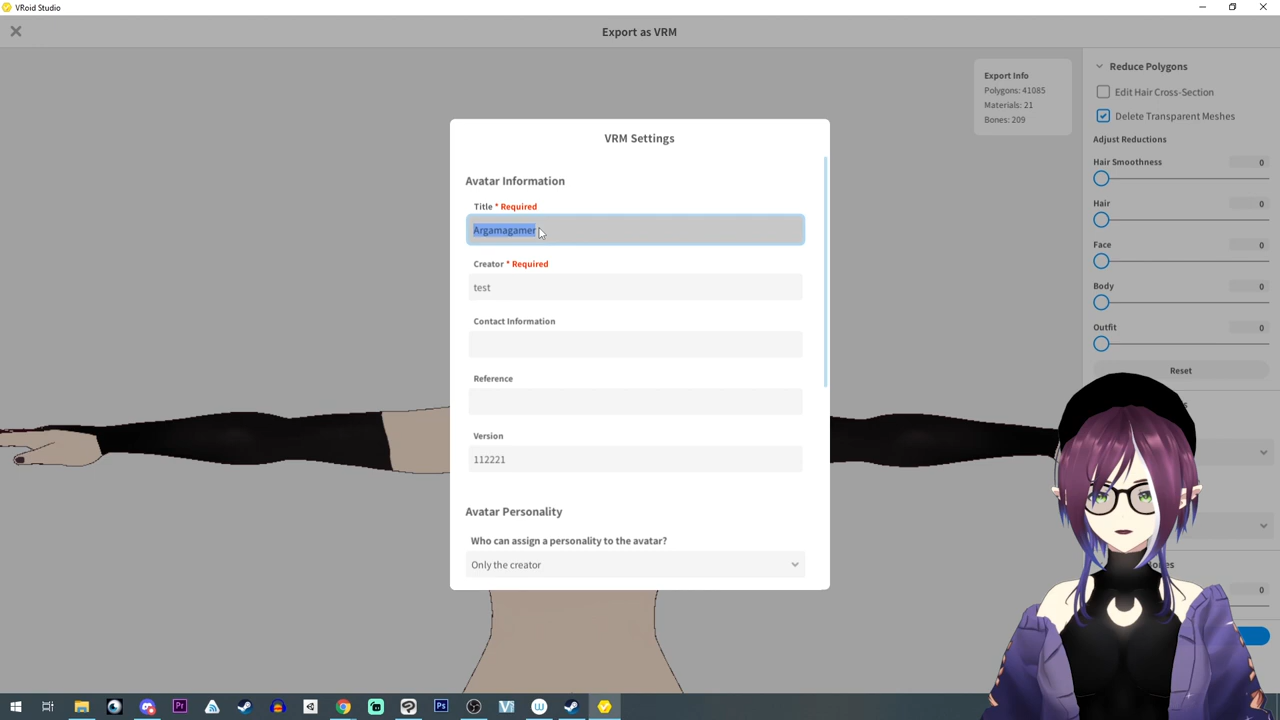 VRoid Studio
Export as VRM
Export Info
Polygons: 41085
Materials: 21
Bones: 209
Reduce Polygons
Edit Hair Cross-Section
Delete Transparent Meshes
Adjust Reductions
Hair Smoothness 0
Hair 0
Face 0
Body 0
Outfit 0
Reset
0
VRM Settings
Avatar Information
Title * Required
Argamagamer
Creator * Required
test
Contact Information
Reference
Version
112221
Avatar Personality
Who can assign a personality to the avatar?
Only the creator
Pr
Ps